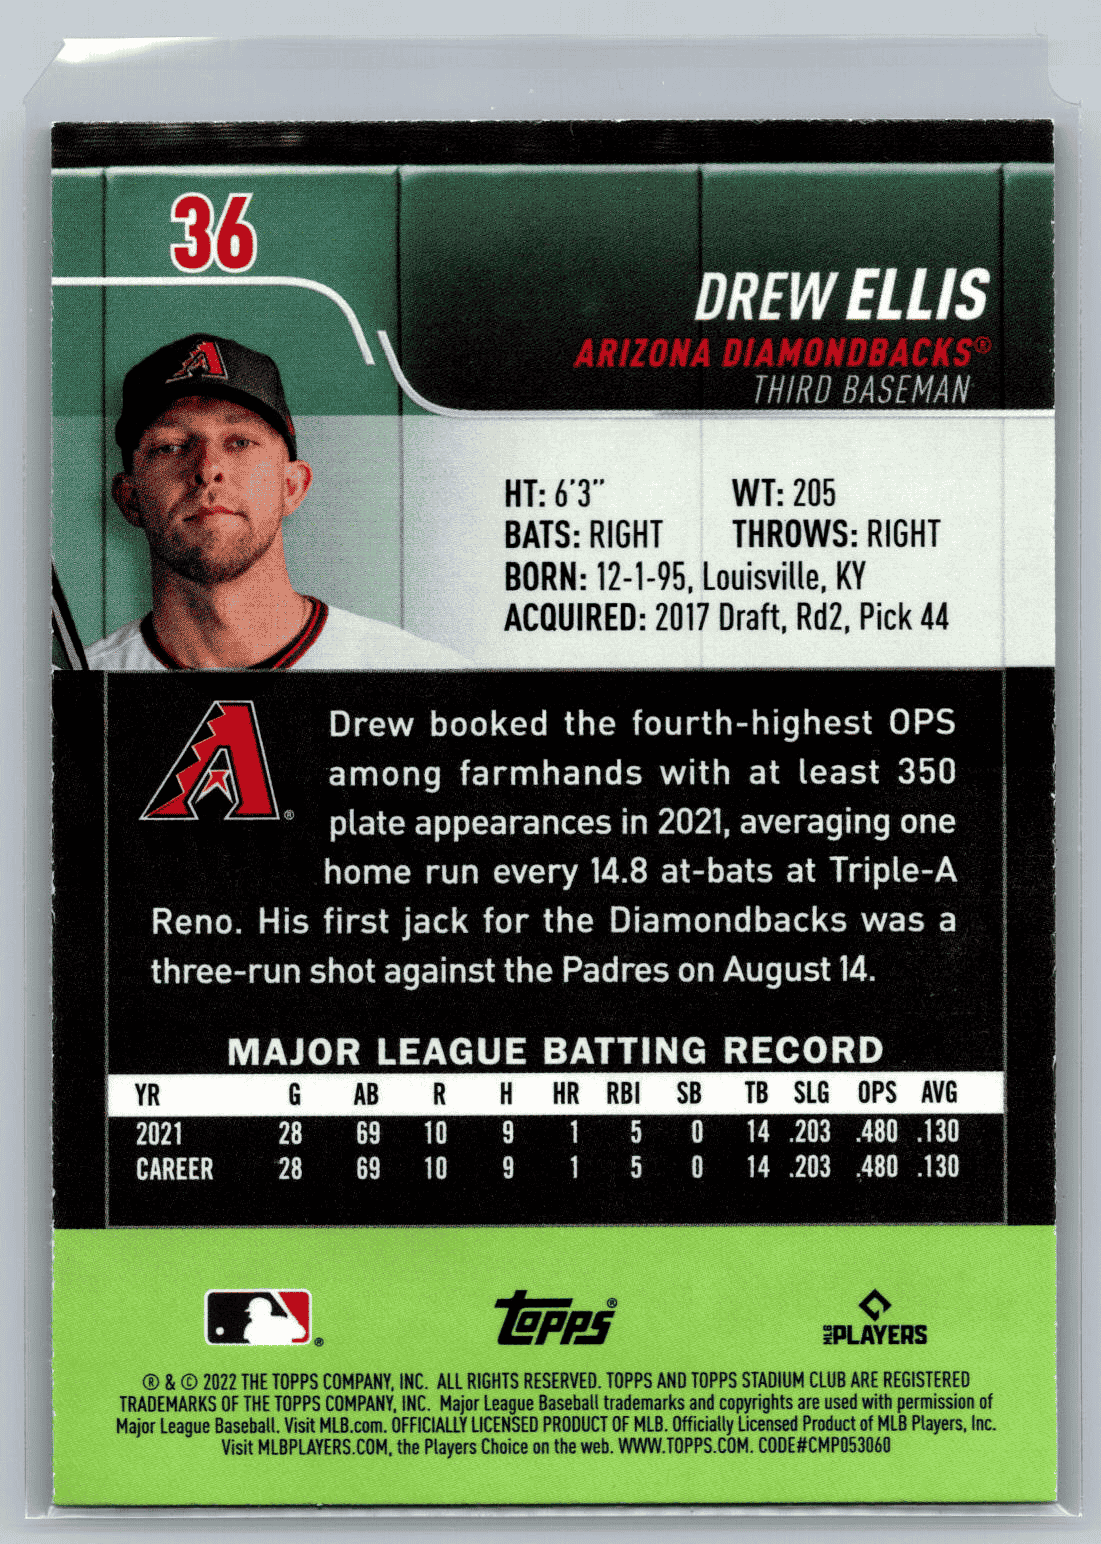 36
DREW ELLIS
ARIZONA DIAMONDBACKS®
THIRD BASEMAN
HT: 6'3" WT: 205
BATS: RIGHT THROWS: RIGHT
BORN: 12-1-95, Louisville, KY
ACQUIRED: 2017 Draft, Rd2, Pick 44
Drew booked the fourth-highest OPS
among farmhands with at least 350
plate appearances in 2021, averaging one
home run every 14.8 at-bats at Triple-A
Reno. His first jack for the Diamondbacks was a
three-run shot against the Padres on August 14.
MAJOR LEAGUE BATTING RECORD
YR G AB R H HR RBI SB TB SLG OPS AVG
2021 28 69 10 9 1 5 0 14 .203 .480 .130
CAREER 28 69 10 9 1 5 0 14 .203 .480 .130
Topps®
MLB PLAYERS
® & © 2022 THE TOPPS COMPANY, INC. ALL RIGHTS RESERVED. TOPPS AND TOPPS STADIUM CLUB ARE REGISTERED
TRADEMARKS OF THE TOPPS COMPANY, INC. Major League Baseball trademarks and copyrights are used with permission of
Major League Baseball. Visit MLB.com. OFFICIALLY LICENSED PRODUCT OF MLB. Officially Licensed Product of MLB Players, Inc.
Visit MLBPLAYERS.COM, the Players Choice on the web. WWW.TOPPS.COM. CODE#CMP053060